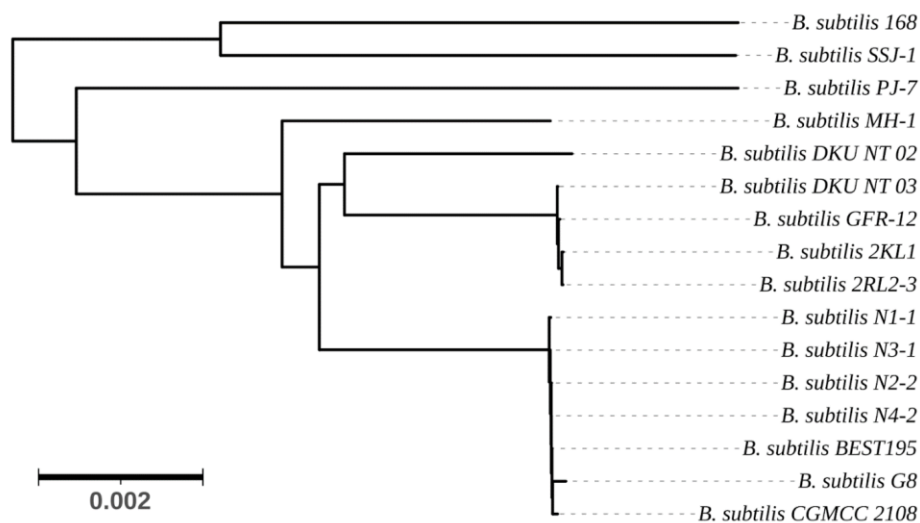 B. subtilis 168
B. subtilis SSJ-1
B. subtilis PJ-7
B. subtilis MH-1
B. subtilis DKU NT 02
B. subtilis DKU NT 03
B. subtilis GFR-12
B. subtilis 2KL1
B. subtilis 2RL2-3
B. subtilis N1-1
B. subtilis N3-1
B. subtilis N2-2
B. subtilis N4-2
B. subtilis BEST195
B. subtilis G8
B. subtilis CGMCC 2108
0.002